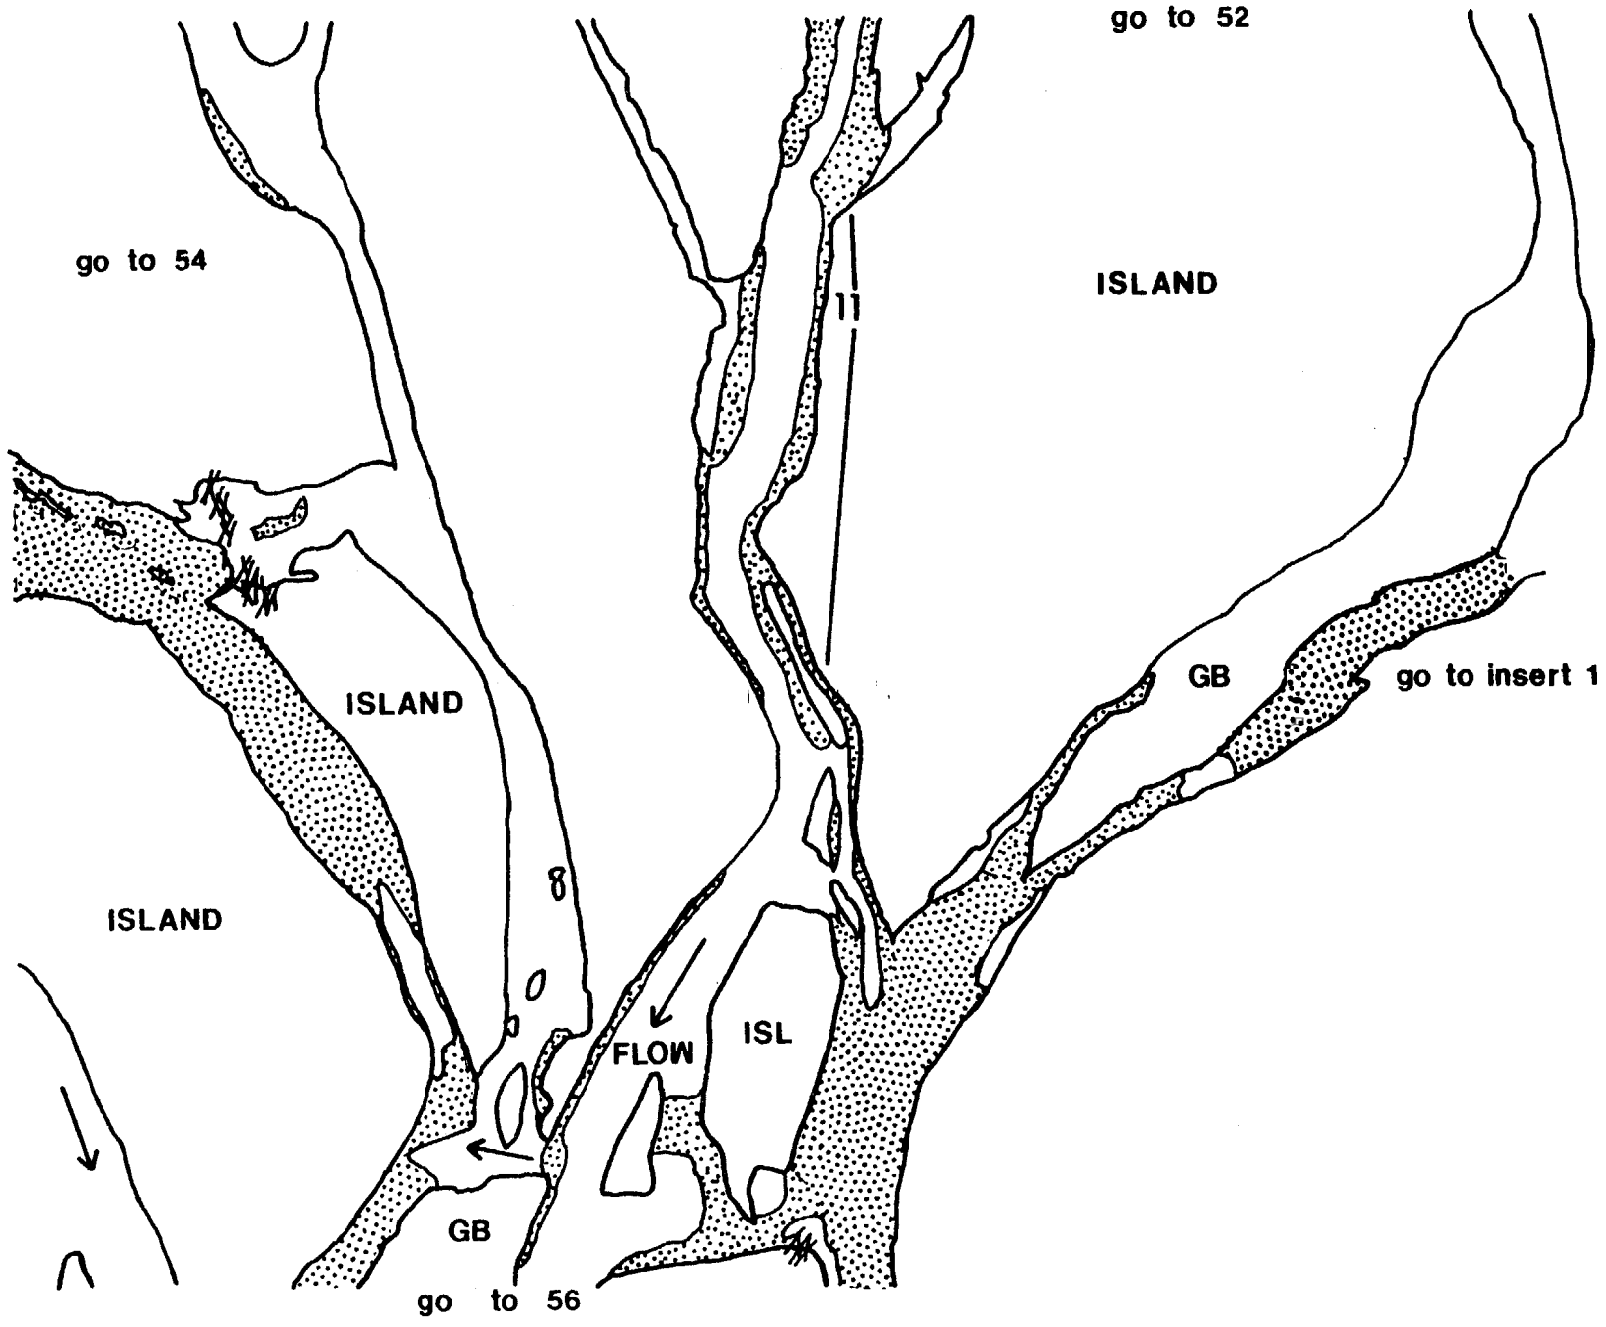 go to 52
go to 54
ISLAND
11
go to insert 1
GB
ISLAND
8
ISLAND
ISL
FLOW
GB
go to 56